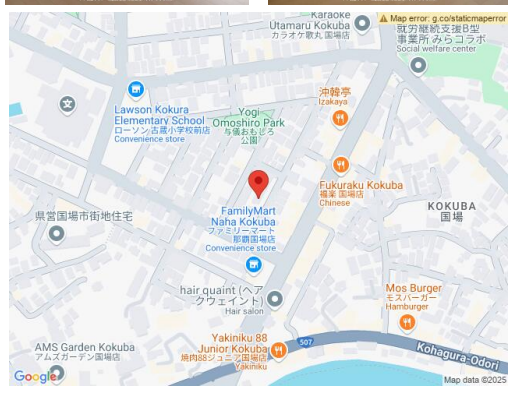 Karaoke
Utamaru Kokuba
カラオケ歌丸 国場店
Map error: g.co/staticmaperror
就労継続支援B型
事業所 みらコラボ
Social welfare center
沖韓亭
Izakaya
Lawson Kokura
Elementary School
ローソン 古蔵小学校前店
Convenience store
Yogi
Omoshiro Park
与儀おもしろ
公園
Fukuraku Kokuba
福楽 国場店
Chinese
KOKUBA
国場
県営国場市街地住宅
FamilyMart
Naha Kokuba
ファミリーマート
那覇国場店
Convenience store
hair quaint (ヘア
クウェイント)
Hair salon
Mos Burger
モスバーガー
Hamburger
Yakiniku 88
Junior Kokuba
焼肉88ジュニア国場店
Yakiniku
507
Kohagura-Odori
AMS Garden Kokuba
アムズガーデン国場店
Google
Map data ©2025